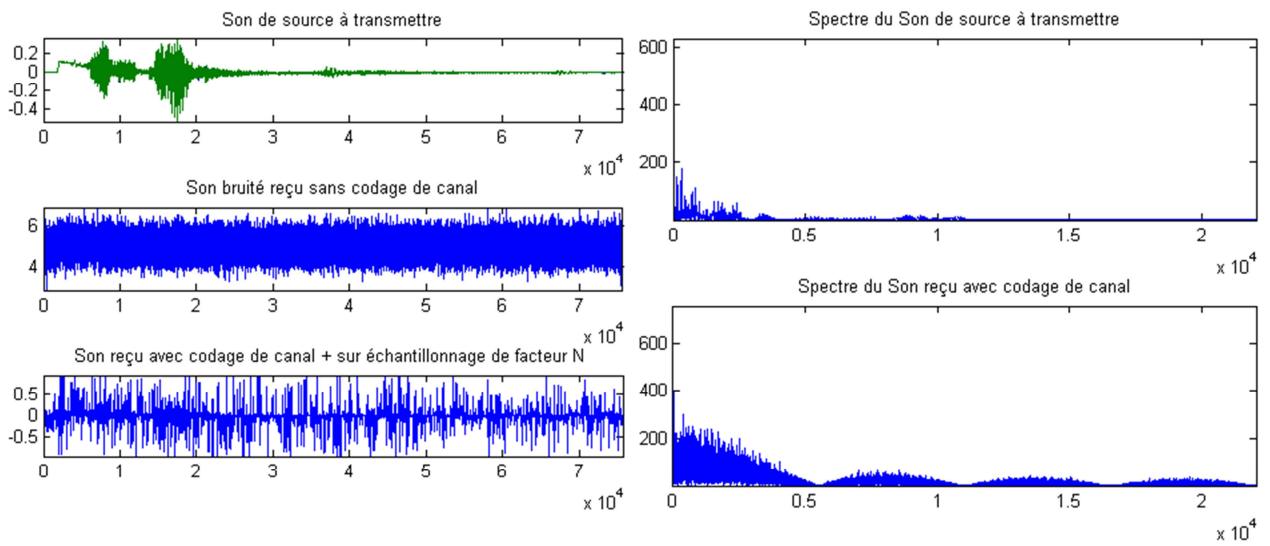 Son de source à transmettre
0.2
0
-0.2
-0.4
0 1 2 3 4 5 6 7
x 10^4
Son bruité reçu sans codage de canal
6
4
0 1 2 3 4 5 6 7
x 10^4
Son reçu avec codage de canal + sur échantillonnage de facteur N
0.5
0
-0.5
0 1 2 3 4 5 6 7
x 10^4
Spectre du Son de source à transmettre
600
400
200
0 0.5 1 1.5 2
x 10^4
Spectre du Son reçu avec codage de canal
600
400
200
0 0.5 1 1.5 2
x 10^4